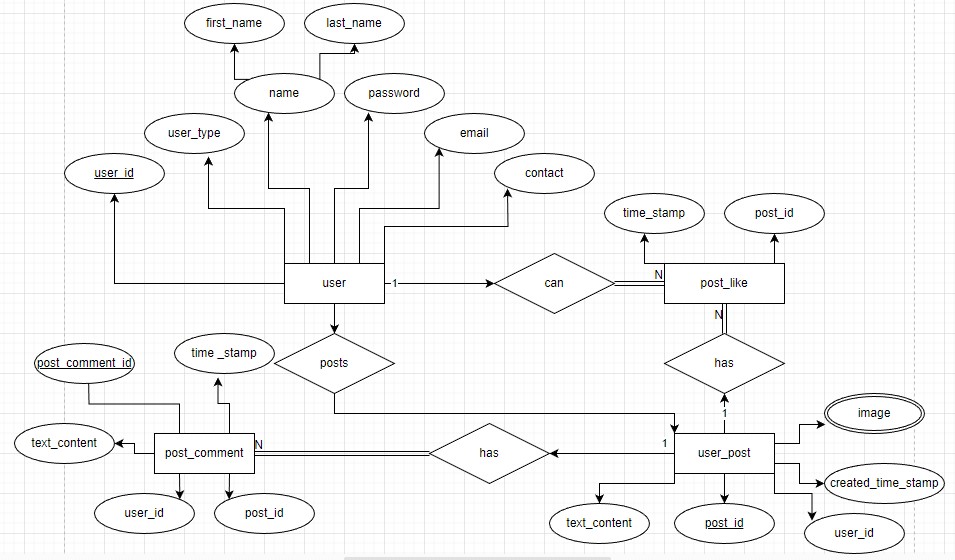 first_name
last_name
name
password
user_type
email
user_id
contact
time_stamp
post_id
user
1
can
N
post_like
N
post_comment_id
time _stamp
posts
has
1
image
text_content
post_comment
N
has
1
user_post
created_time_stamp
user_id
post_id
text_content
post_id
user_id